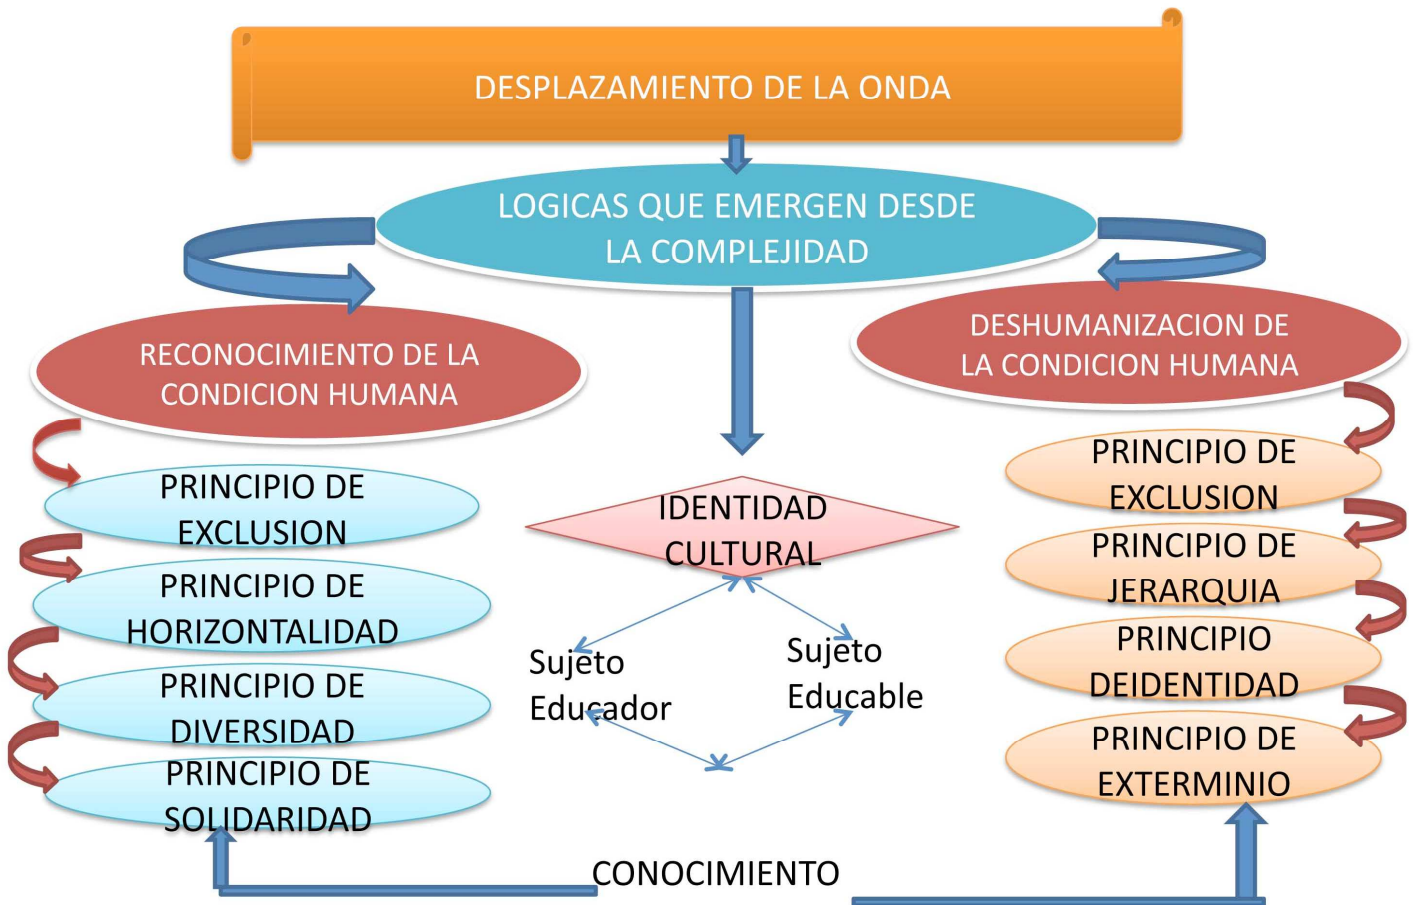 DESPLAZAMIENTO DE LA ONDA
LOGICAS QUE EMERGEN DESDE
LA COMPLEJIDAD
RECONOCIMIENTO DE LA
CONDICION HUMANA
DESHUMANIZACION DE
LA CONDICION HUMANA
PRINCIPIO DE
EXCLUSION
PRINCIPIO DE
HORIZONTALIDAD
PRINCIPIO DE
DIVERSIDAD
PRINCIPIO DE
SOLIDARIDAD
IDENTIDAD
CULTURAL
Sujeto
Educador
Sujeto
Educable
PRINCIPIO DE
EXCLUSION
PRINCIPIO DE
JERARQUIA
PRINCIPIO
DEIDENTIDAD
PRINCIPIO DE
EXTERMINIO
CONOCIMIENTO